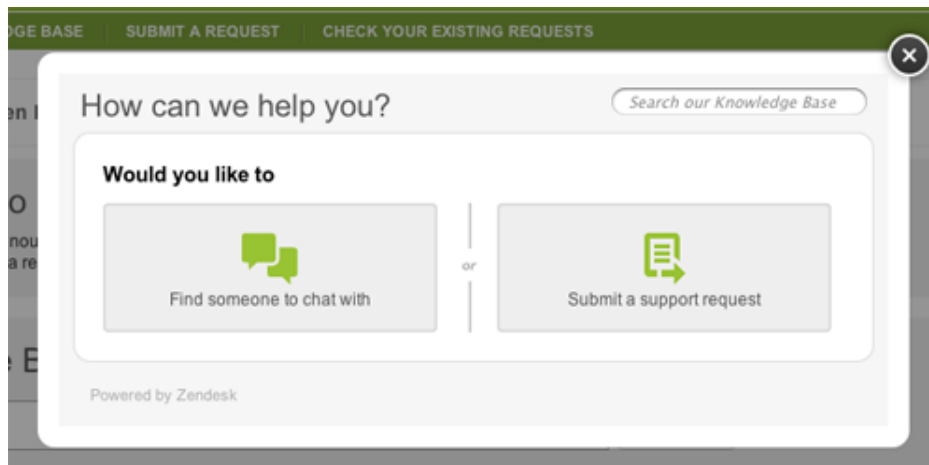 DGE BASE SUBMIT A REQUEST CHECK YOUR EXISTING REQUESTS
How can we help you? Search our Knowledge Base
Would you like to
Find someone to chat with or Submit a support request
Powered by Zendesk